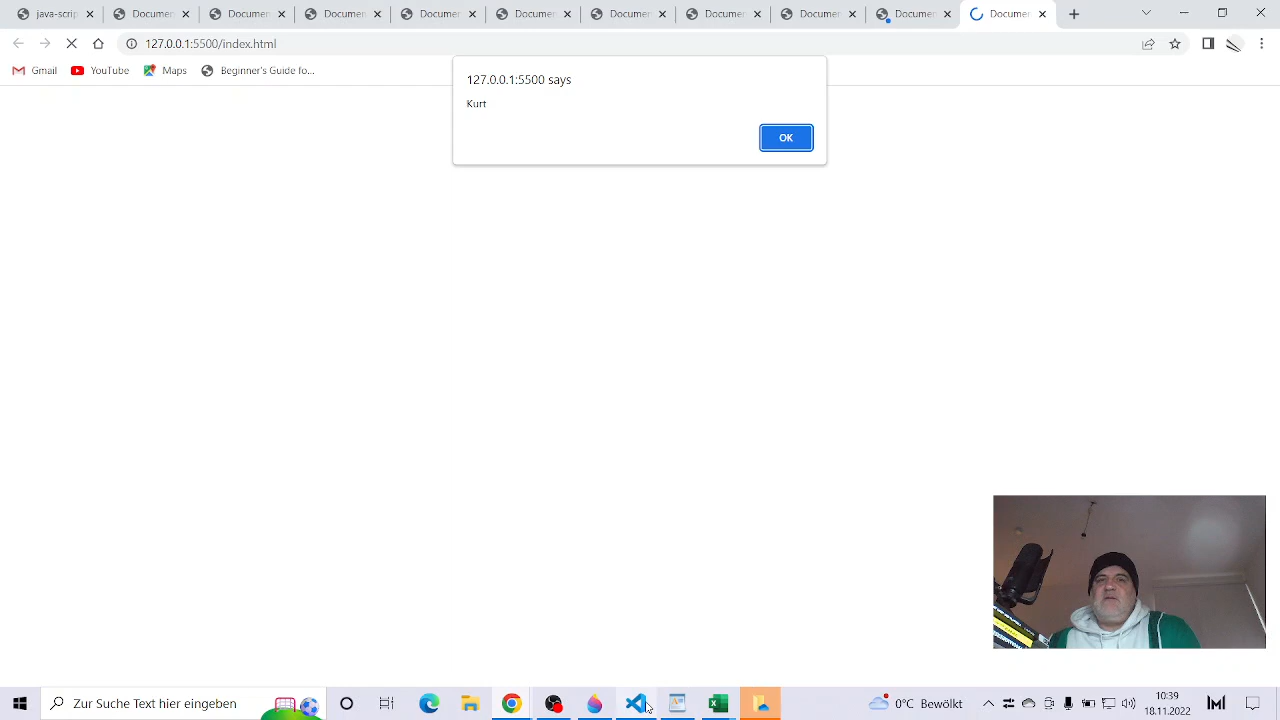 java-scrip
Documen
Documen
Documen
Documen
Documen
Documen
Documen
Documen
Documen
Documen
127.0.0.1:5500/index.html
Gmail
YouTube
Maps
Beginner's Guide fo...
127.0.0.1:5500 says
Kurt
OK
Zur Suche Text hier eingeben
0°C Bewölkt
10:39
18.11.2022